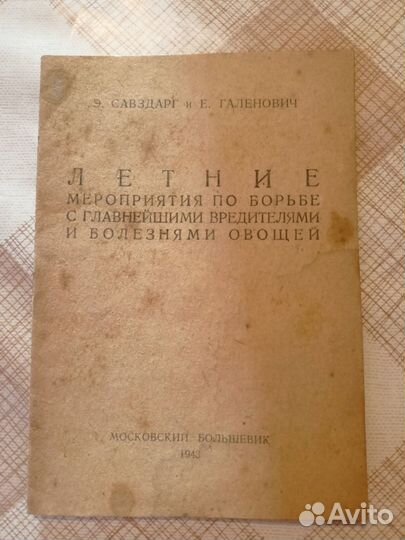 Э. САВЗДАРГ и Е. ГАЛЕНОВИЧ
ЛЕТНИЕ
МЕРОПРИЯТИЯ ПО БОРЬБЕ
С ГЛАВНЕЙШИМИ ВРЕДИТЕЛЯМИ
И БОЛЕЗНЯМИ ОВОЩЕЙ
МОСКОВСКИЙ БОЛЬШЕВИК
1943
Avito